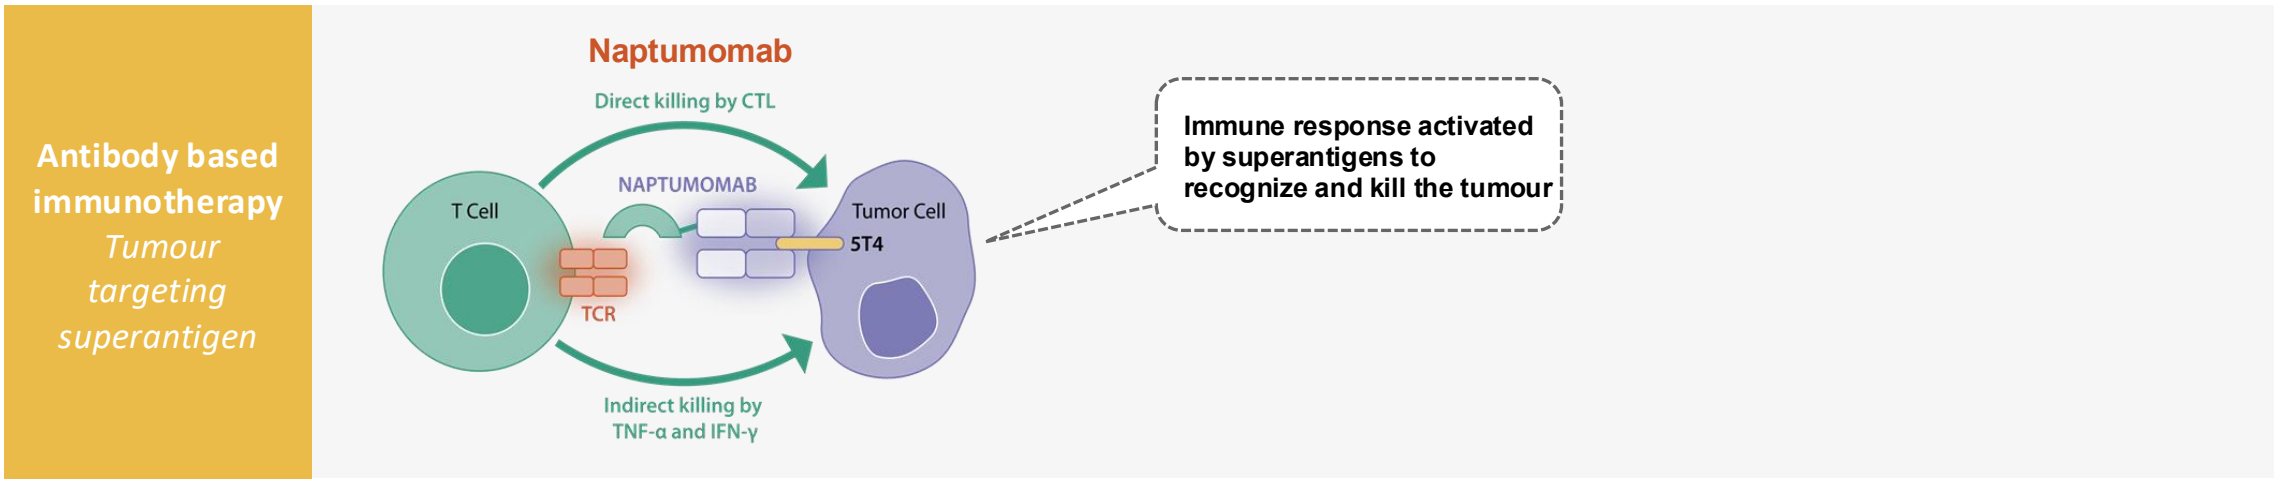 Antibody based
immunotherapy
Tumour
targeting
superantigen
Naptumomab
Direct killing by CTL
NAPTUMOMAB
T Cell
Tumor Cell
5T4
TCR
Indirect killing by
TNF-α and IFN-γ
Immune response activated
by superantigens to
recognize and kill the tumour